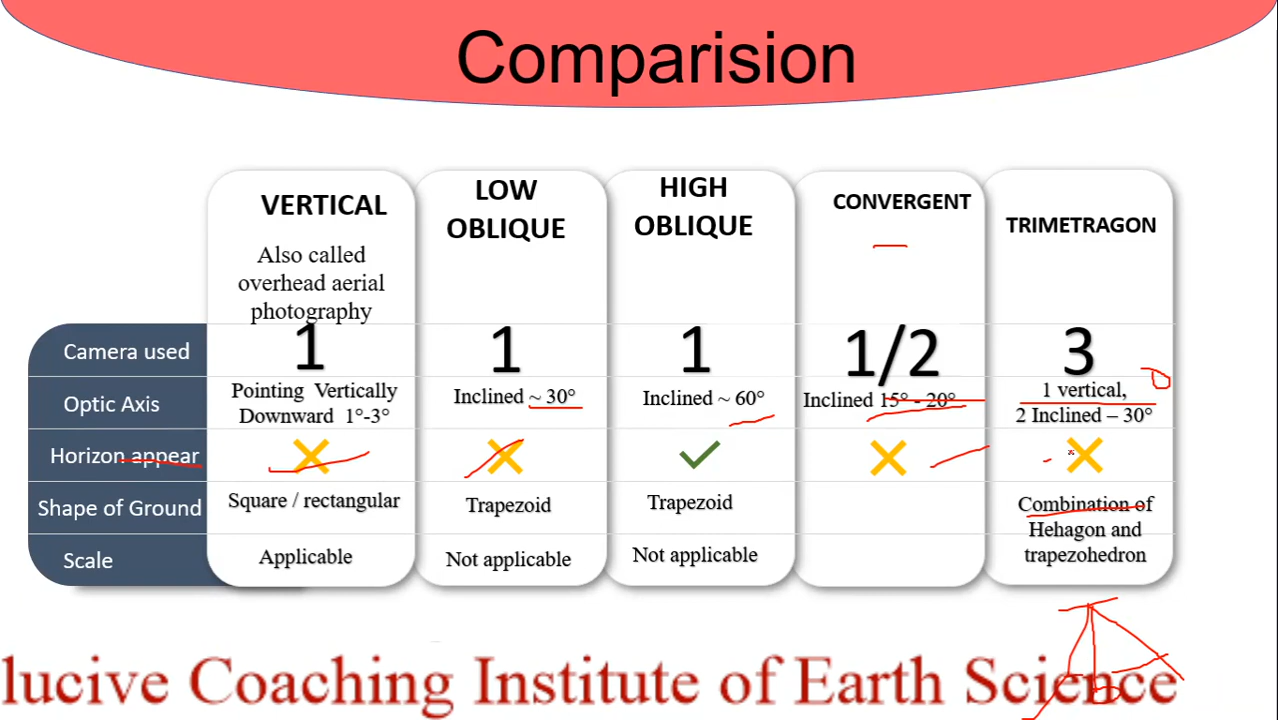 Comparision
VERTICAL
Also called
overhead aerial
photography
LOW
OBLIQUE
HIGH
OBLIQUE
CONVERGENT
TRIMETRAGON
Camera used
1
1
1
1/2
3
Optic Axis
Pointing Vertically
Downward 1°-3°
Inclined ~ 30°
Inclined ~ 60°
Inclined 15° - 20°
1 vertical,
2 Inclined – 30°
Horizon appear
Shape of Ground
Square / rectangular
Trapezoid
Trapezoid
Combination of
Hehagon and
trapezohedron
Scale
Applicable
Not applicable
Not applicable
lucive Coaching Institute of Earth Science